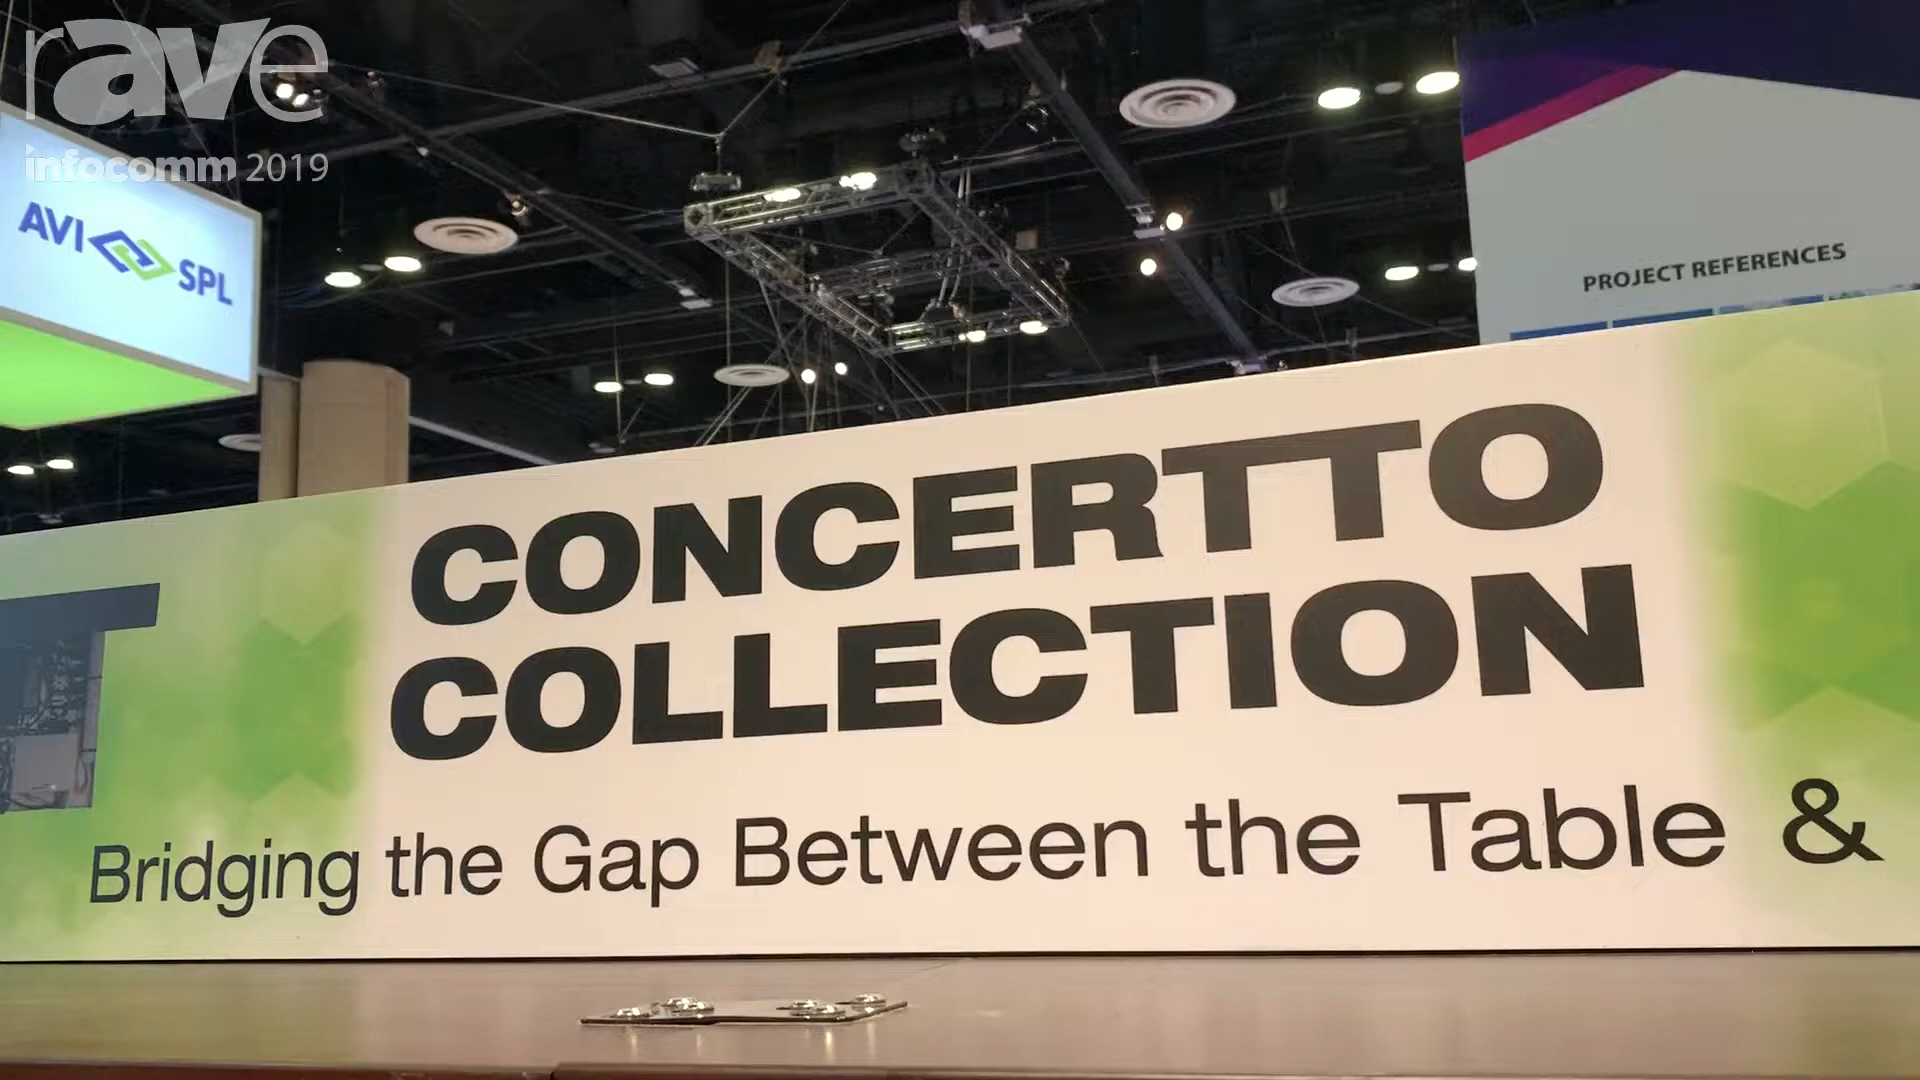 rave
infocomm 2019
AVI SPL
PROJECT REFERENCES
CONCERTTO
COLLECTION
Bridging the Gap Between the Table &